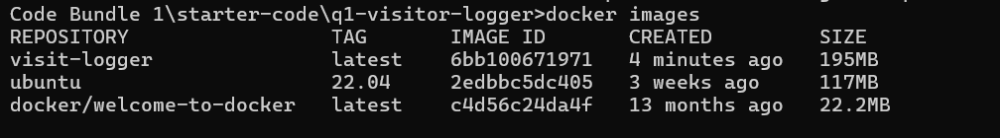 Code Bundle 1\starter-code\q1-visitor-logger>docker images
REPOSITORY                 TAG       IMAGE ID       CREATED         SIZE
visit-logger               latest    6bb100671971   4 minutes ago   195MB
ubuntu                     22.04     2edbbc5dc405   3 weeks ago     117MB
docker/welcome-to-docker   latest    c4d56c24da4f   13 months ago   22.2MB